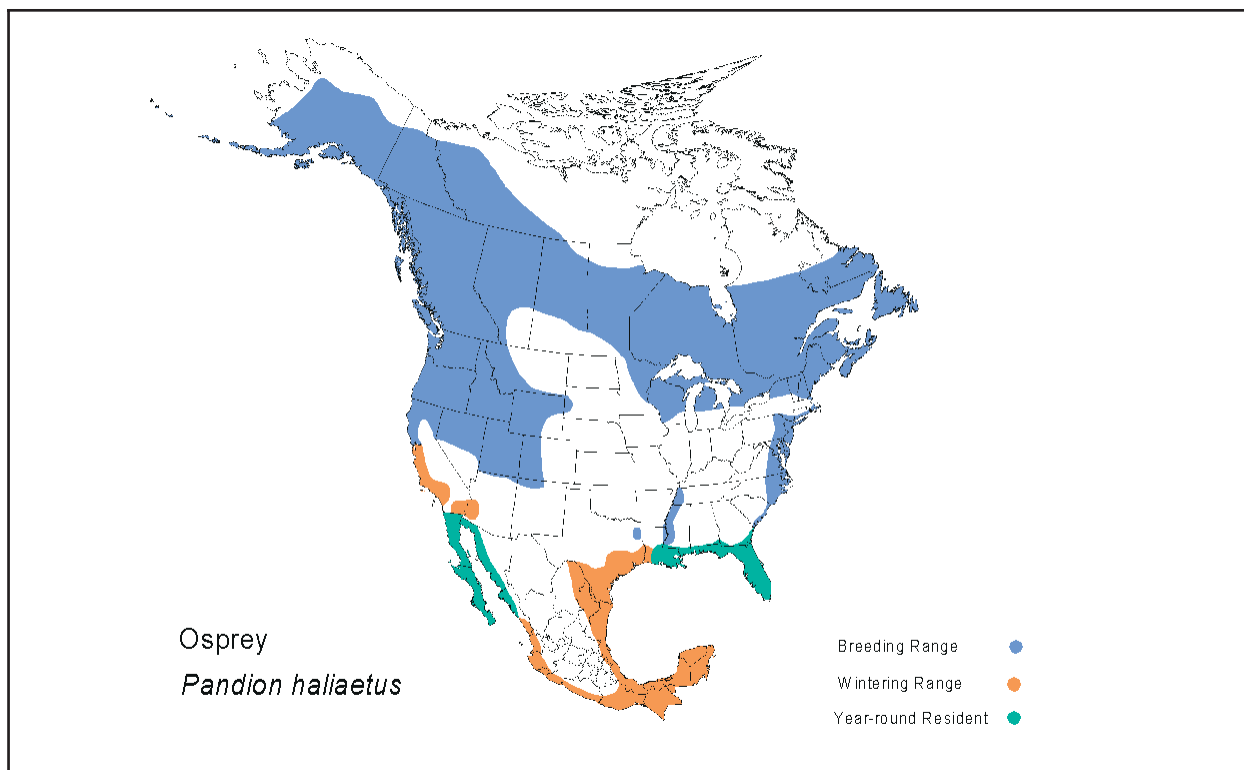 Osprey
Pandion haliaetus
Breeding Range
Wintering Range
Year-round Resident